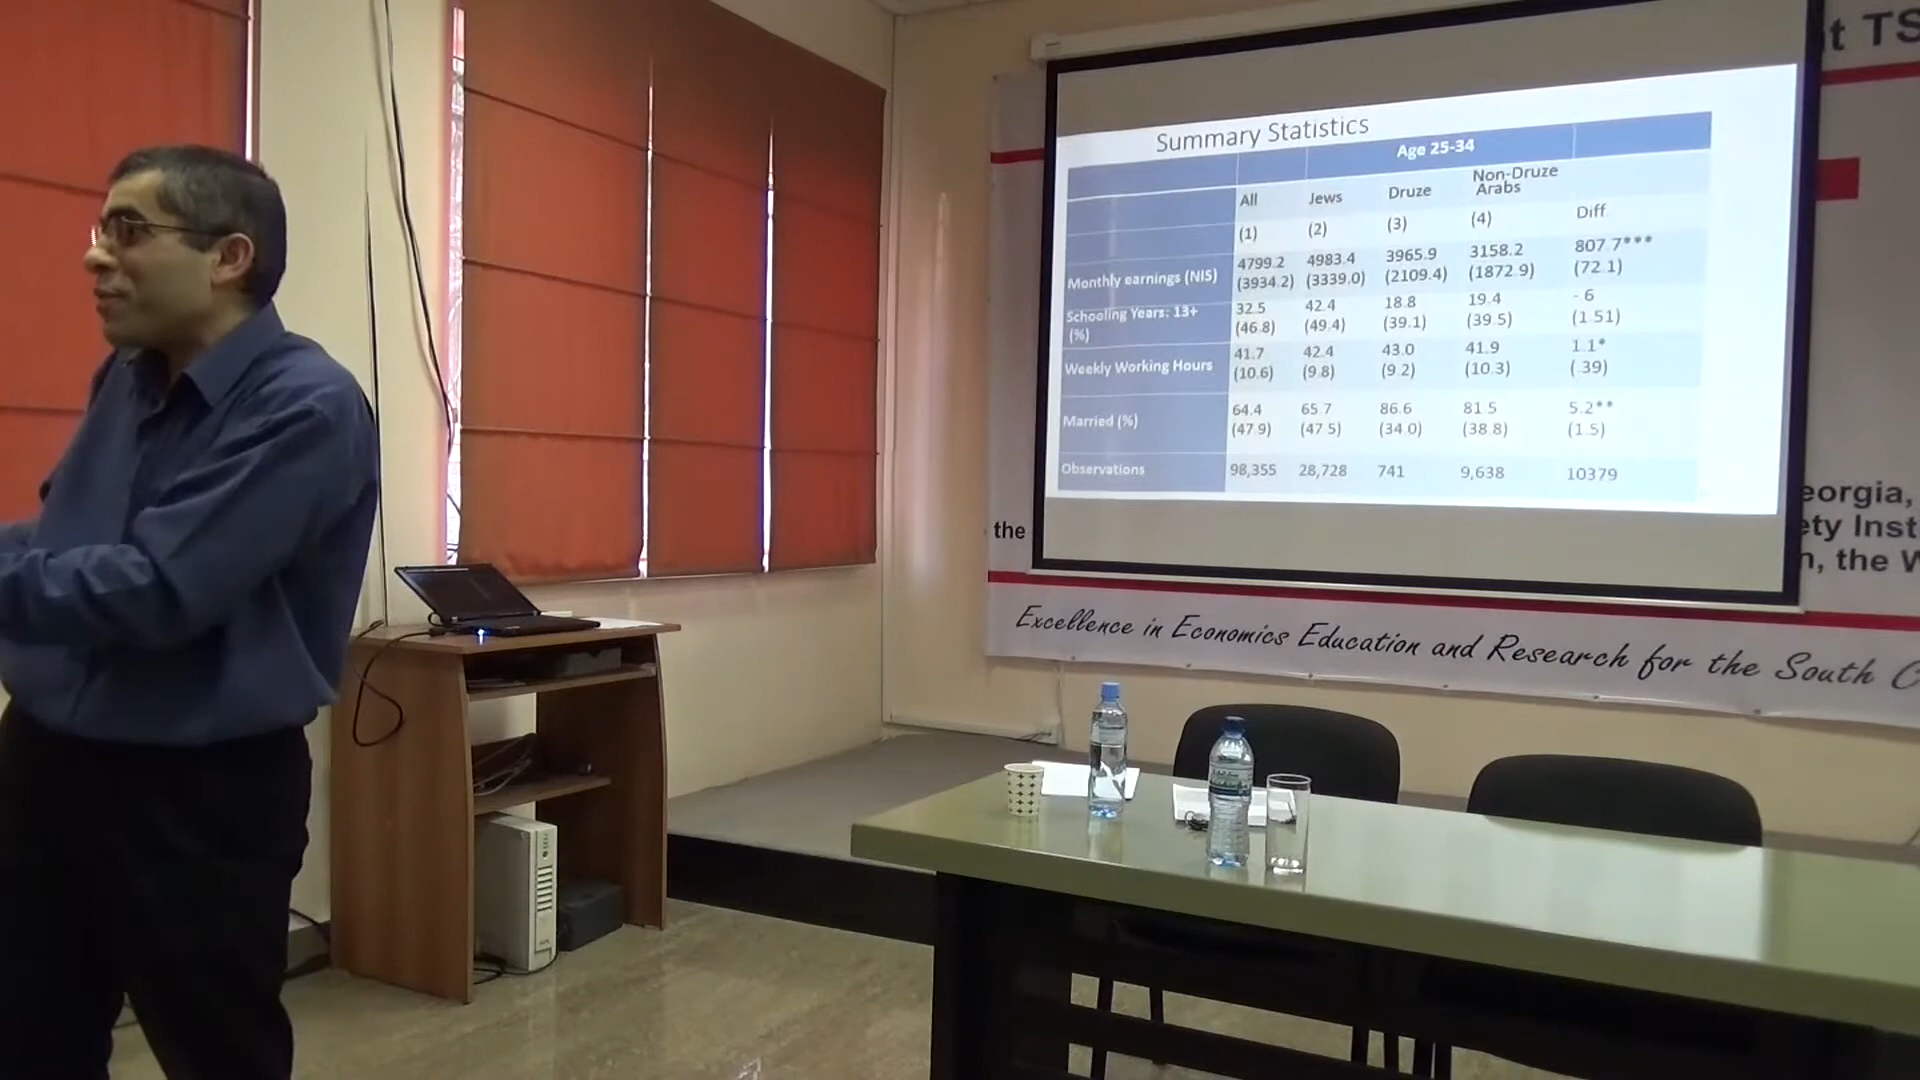 t TS
Summary Statistics
Age 25-34
All Jews Druze Non-Druze Arabs
(1) (2) (3) (4) Diff
Monthly earnings (NIS) 4799.2 4983.4 3965.9 3158.2 807.7***
(3934.2) (3339.0) (2109.4) (1872.9) (72.1)
Schooling Years: 13+ (%) 32.5 42.4 18.8 19.4 - 6
(46.8) (49.4) (39.1) (39.5) (1.51)
Weekly Working Hours 41.7 42.4 43.0 41.9 1.1*
(10.6) (9.8) (9.2) (10.3) (.39)
Married (%) 64.4 65.7 86.6 81.5 5.2**
(47.9) (47.5) (34.0) (38.8) (1.5)
Observations 98,355 28,728 741 9,638 10379
eorgia,
the
ety Inst
n, the W
Excellence in Economics Education and Research for the South C